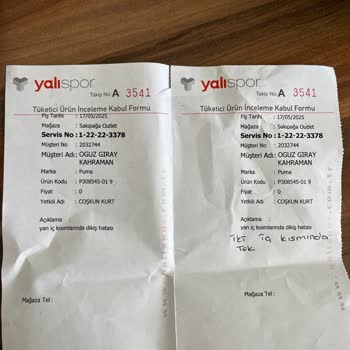 yalıspor
Takip No: A 3541
Tüketici Ürün İnceleme Kabul Formu
Fiş Tarihi : 17/05/2025
Mağaza : Sakıpağa Outlet
Servis No : 1-22-22-3378
Müşteri No : 2032744
Müşteri Adı: OGUZ GIRAY
KAHRAMAN
Marka : Puma
Ürün Kodu : P308545-01 9
Fiyat : 0
Yetkili Adı : COŞKUN KURT
Açıklama :
yan iç kısımlarında dikiş hatası
Mağaza Tel :
yalıspor
Takip No: A 3541
Tüketici Ürün İnceleme Kabul Formu
Fiş Tarihi : 17/05/2025
Mağaza : Sakıpağa Outlet
Servis No : 1-22-22-3378
Müşteri No : 2032744
Müşteri Adı: OGUZ GIRAY
KAHRAMAN
Marka : Puma
Ürün Kodu : P308545-01 9
Fiyat : 0
Yetkili Adı : COŞKUN KURT
Açıklama :
yan iç kısımlarında dikiş hatası
iç kısmında
Mağaza Tel :